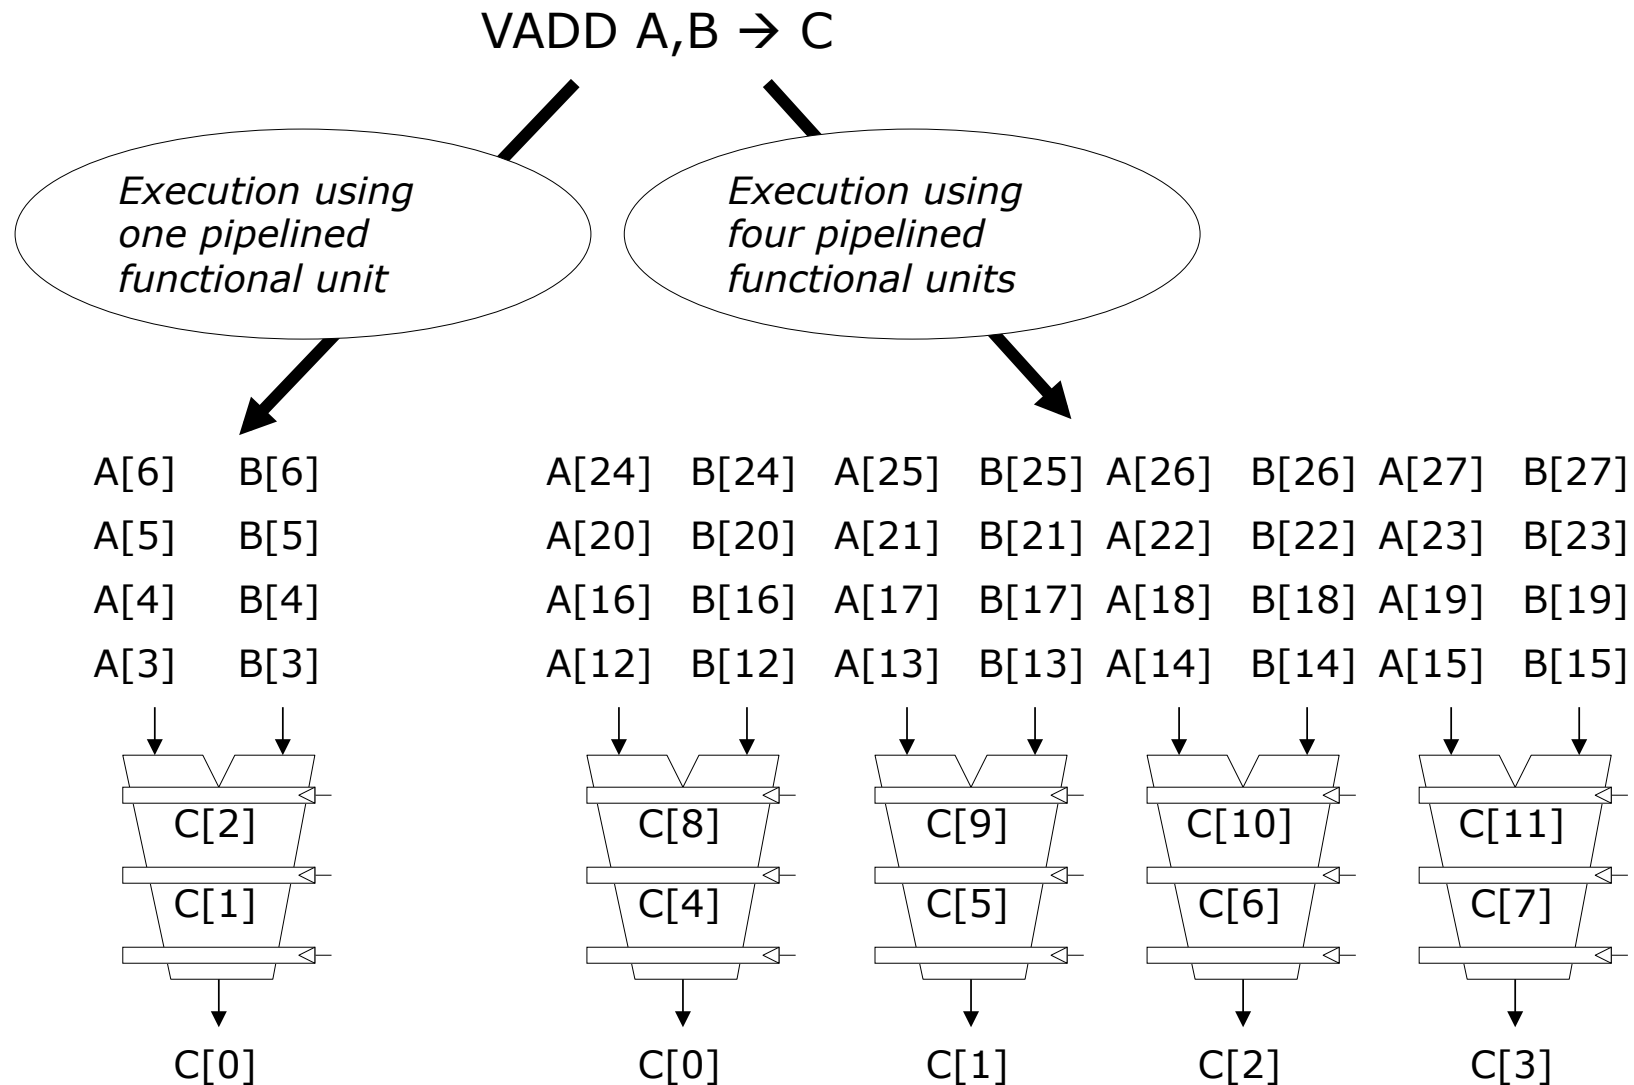 VADD A,B → C
Execution using
one pipelined
functional unit
Execution using
four pipelined
functional units
A[6] B[6] A[24] B[24] A[25] B[25] A[26] B[26] A[27] B[27]
A[5] B[5] A[20] B[20] A[21] B[21] A[22] B[22] A[23] B[23]
A[4] B[4] A[16] B[16] A[17] B[17] A[18] B[18] A[19] B[19]
A[3] B[3] A[12] B[12] A[13] B[13] A[14] B[14] A[15] B[15]
C[2] C[8] C[9] C[10] C[11]
C[1] C[4] C[5] C[6] C[7]
C[0] C[0] C[1] C[2] C[3]